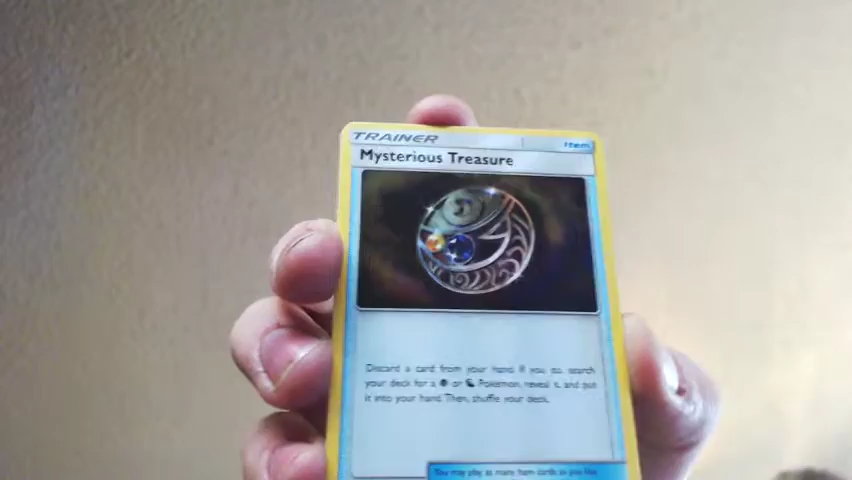 TRAINER Item
Mysterious Treasure
Discard a card from your hand. If you do, search
your deck for a or Pokémon, reveal it, and put
it into your hand. Then, shuffle your deck.
You may play as many Item cards as you like